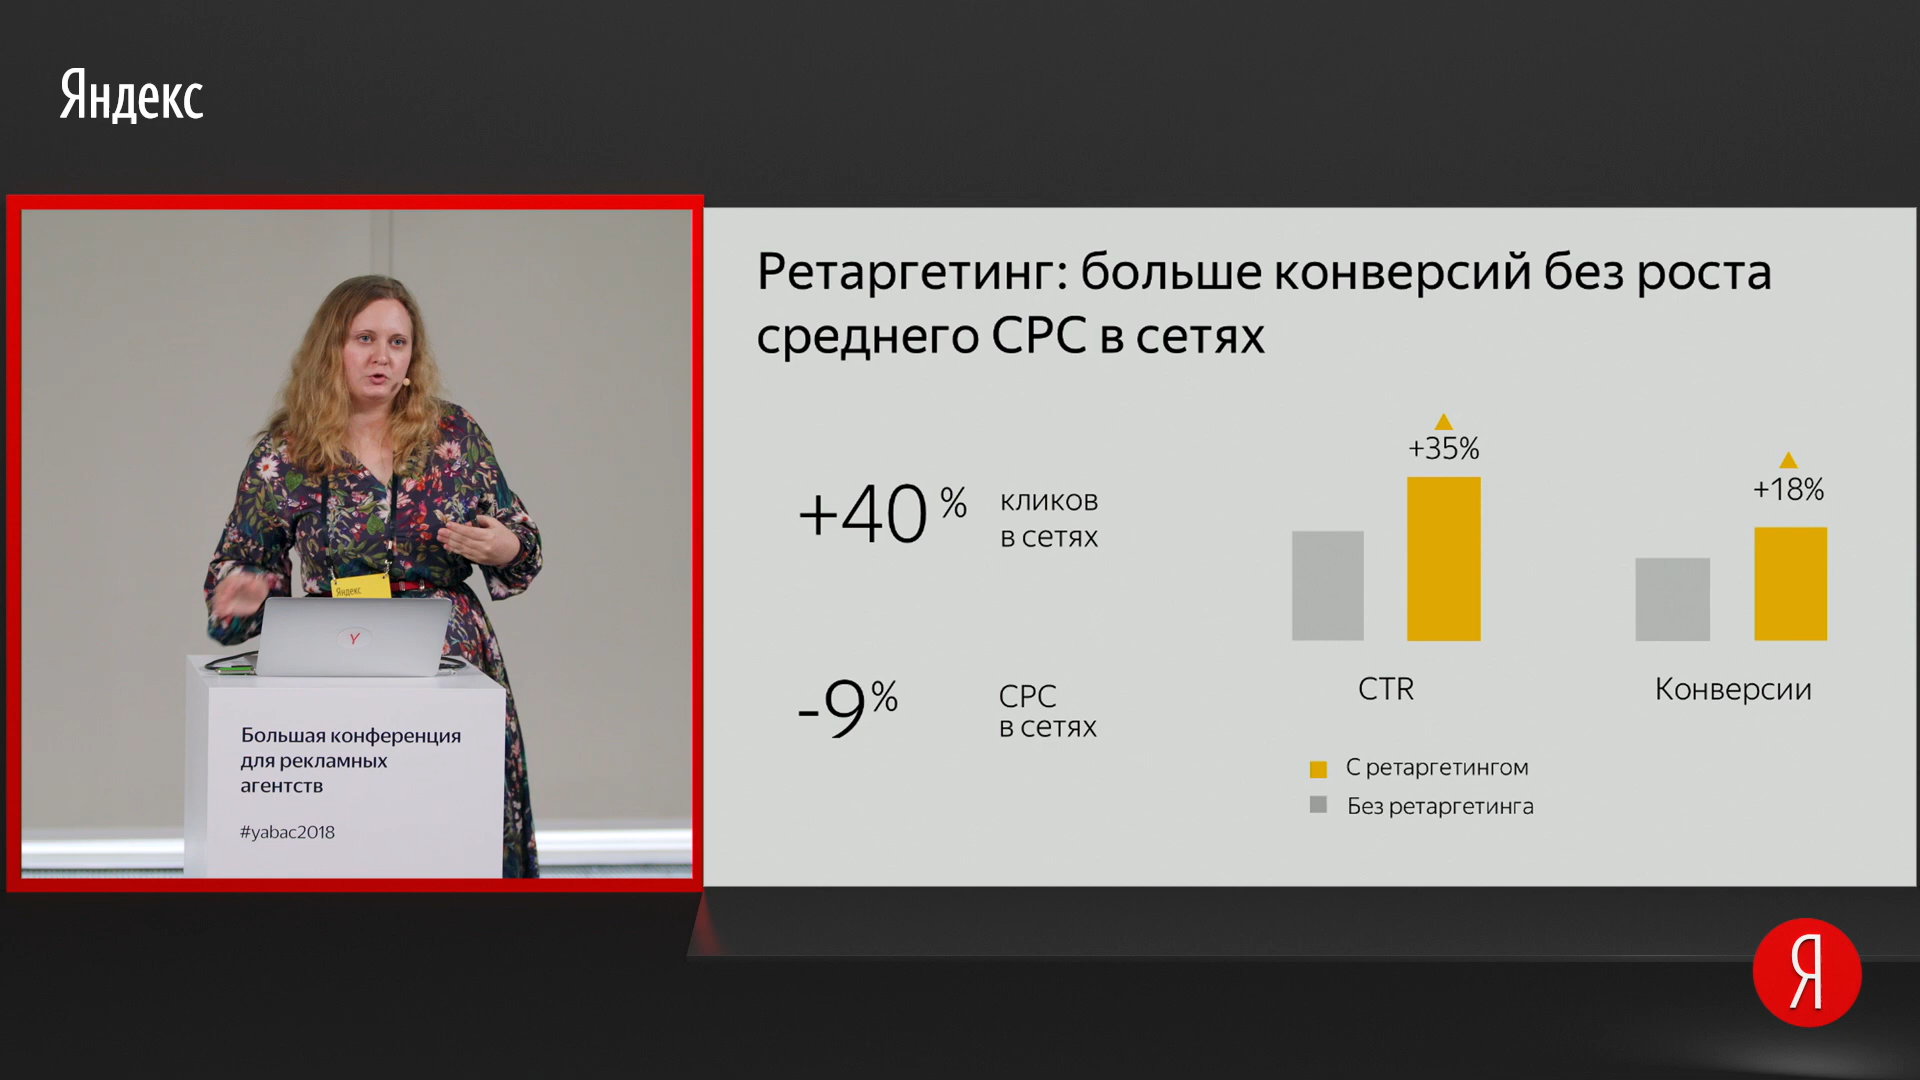 Яндекс
Яндекс
Y
Большая конференция
для рекламных
агентств
#yabac2018
Ретаргетинг: больше конверсий без роста
среднего CPC в сетях
+40 % кликов
в сетях
-9% CPC
в сетях
+35%
+18%
CTR
Конверсии
С ретаргетингом
Без ретаргетинга
Я